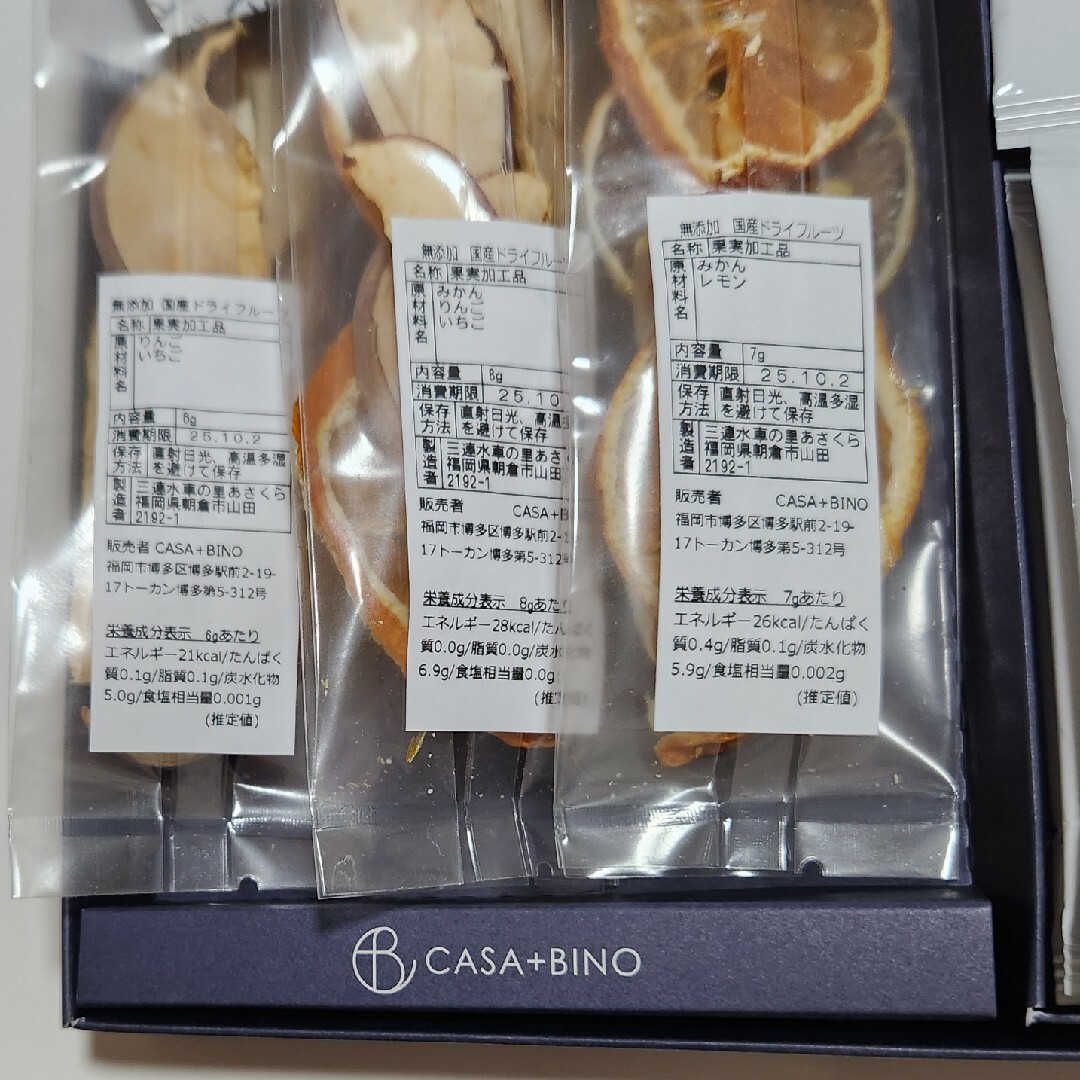 無添加 国産ドライフルーツ
名称 果実加工品
原材料名 りんご
いちご
内容量 6g
消費期限 25.10.2
保存方法 直射日光、高温多湿
を避けて保存
製造者 三連水車の里あさくら
福岡県朝倉市山田
2192-1
販売者 CASA+BINO
福岡市博多区博多駅前2-19-
17トーカン博多第5-312号
栄養成分表示 6gあたり
エネルギー21kcal/たんぱく
質0.1g/脂質0.1g/炭水化物
5.0g/食塩相当量0.001g
(推定値)
無添加 国産ドライフルー
名称 果実加工品
原材料名 みかん
りんご
いちご
内容量 8g
消費期限 25.10
保存方法 直射日光、高温
を避けて保存
製造者 三連水車の里あさ
福岡県朝倉市山田
2192-1
販売者 CASA+B
福岡市博多区博多駅前2-1
17トーカン博多第5-312
栄養成分表示 8gあたり
エネルギー28kcal/たん
質0.0g/脂質0.0g/炭水
6.9g/食塩相当量0.0g
(推
無添加 国産ドライフルーツ
名称 果実加工品
原材料名 みかん
レモン
内容量 7g
消費期限 25.10.2
保存方法 直射日光、高温多湿
を避けて保存
製造者 三連水車の里あさくら
福岡県朝倉市山田
2192-1
販売者 CASA+BINO
福岡市博多区博多駅前2-19-
17トーカン博多第5-312号
栄養成分表示 7gあたり
エネルギー26kcal/たんぱく
質0.4g/脂質0.1g/炭水化物
5.9g/食塩相当量0.002g
(推定値)
CASA+BINO